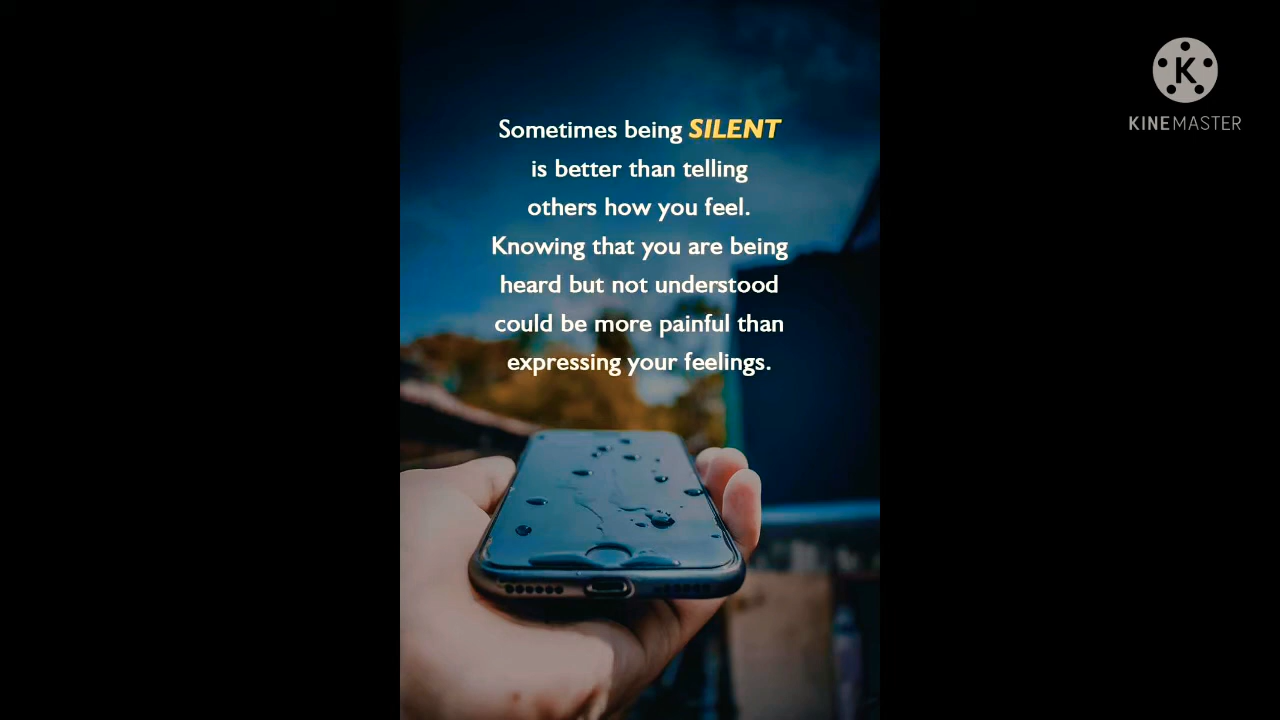 Sometimes being SILENT
is better than telling
others how you feel.
Knowing that you are being
heard but not understood
could be more painful than
expressing your feelings.
K
KINEMASTER